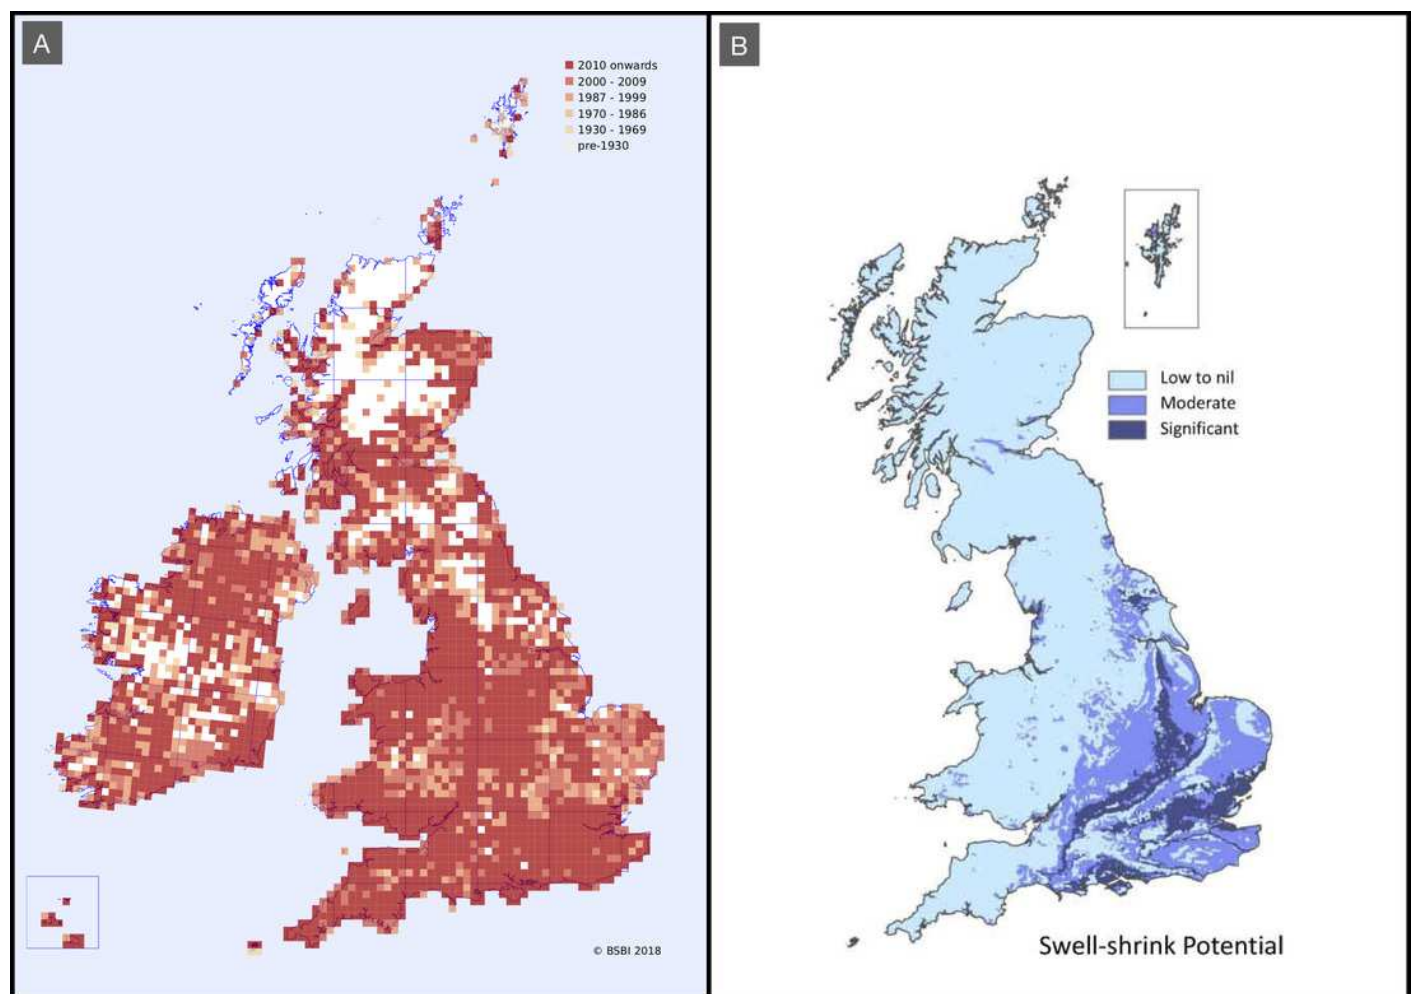 A
2010 onwards
2000 - 2009
1987 - 1999
1970 - 1986
1930 - 1969
pre-1930
© BSBI 2018
B
Low to nil
Moderate
Significant
Swell-shrink Potential